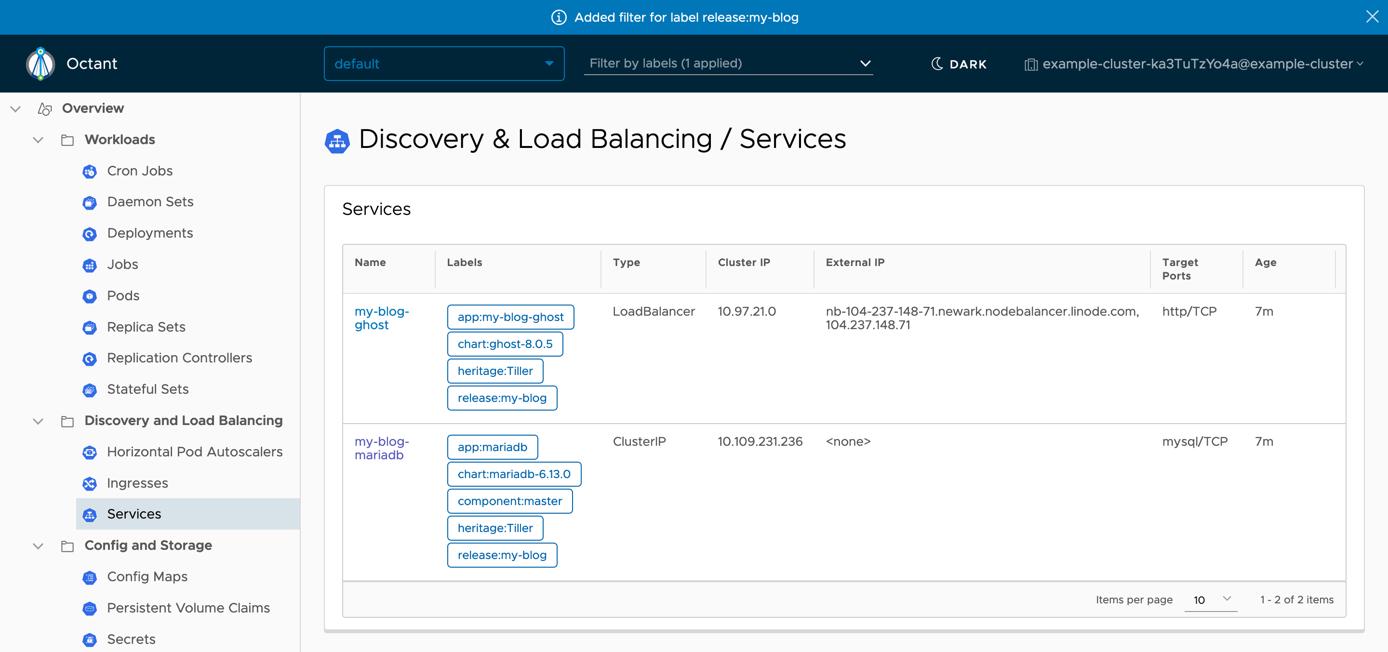 Added filter for label release:my-blog
Octant
default
Filter by labels (1 applied)
DARK
example-cluster-ka3TuTzYo4a@example-cluster
Overview
Workloads
Cron Jobs
Daemon Sets
Deployments
Jobs
Pods
Replica Sets
Replication Controllers
Stateful Sets
Discovery and Load Balancing
Horizontal Pod Autoscalers
Ingresses
Services
Config and Storage
Config Maps
Persistent Volume Claims
Secrets
Discovery & Load Balancing / Services
Services
Name Labels Type Cluster IP External IP Target Ports Age
my-blog-
ghost
app:my-blog-ghost
chart:ghost-8.0.5
heritage:Tiller
release:my-blog
LoadBalancer
10.97.21.0
nb-104-237-148-71.newark.nodebalancer.linode.com,
104.237.148.71
http/TCP
7m
my-blog-
mariadb
app:mariadb
chart:mariadb-6.13.0
component:master
heritage:Tiller
release:my-blog
ClusterIP
10.109.231.236
<none>
mysql/TCP
7m
Items per page 10 1 - 2 of 2 items